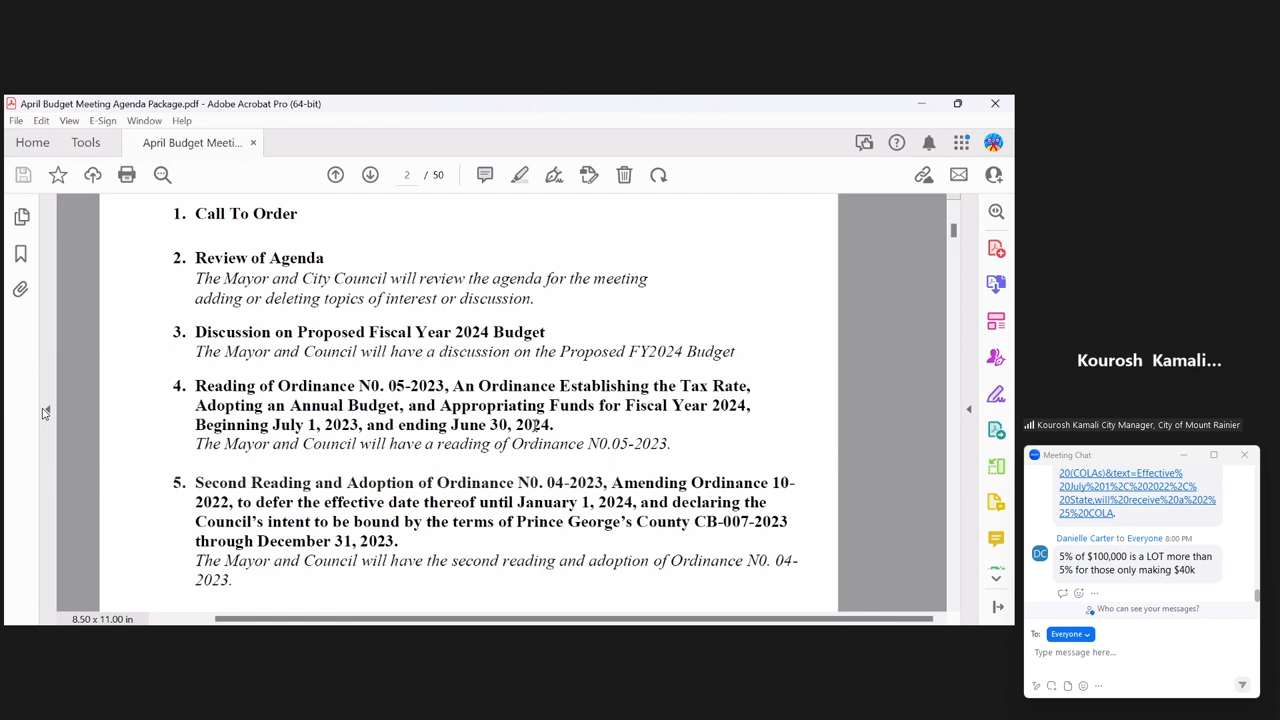 April Budget Meeting Agenda Package.pdf - Adobe Acrobat Pro (64-bit)
File Edit View E-Sign Window Help
Home Tools April Budget Meeti... ×
2 / 50
1. Call To Order
2. Review of Agenda
The Mayor and City Council will review the agenda for the meeting
adding or deleting topics of interest or discussion.
3. Discussion on Proposed Fiscal Year 2024 Budget
The Mayor and Council will have a discussion on the Proposed FY2024 Budget
4. Reading of Ordinance N0. 05-2023, An Ordinance Establishing the Tax Rate,
Adopting an Annual Budget, and Appropriating Funds for Fiscal Year 2024,
Beginning July 1, 2023, and ending June 30, 2024.
The Mayor and Council will have a reading of Ordinance N0.05-2023.
5. Second Reading and Adoption of Ordinance N0. 04-2023, Amending Ordinance 10-
2022, to defer the effective date thereof until January 1, 2024, and declaring the
Council's intent to be bound by the terms of Prince George's County CB-007-2023
through December 31, 2023.
The Mayor and Council will have the second reading and adoption of Ordinance N0. 04-
2023.
8.50 x 11.00 in
Kourosh Kamali...
Kourosh Kamali City Manager, City of Mount Rainier
Meeting Chat
20(COLAs)&text=Effective%
20July%201%2C%202022%2C%
20State,will%20receive%20a%202%
25%20COLA.
Danielle Carter to Everyone 8:00 PM
DC
5% of $100,000 is a LOT more than
5% for those only making $40k
Who can see your messages?
To: Everyone
Type message here...